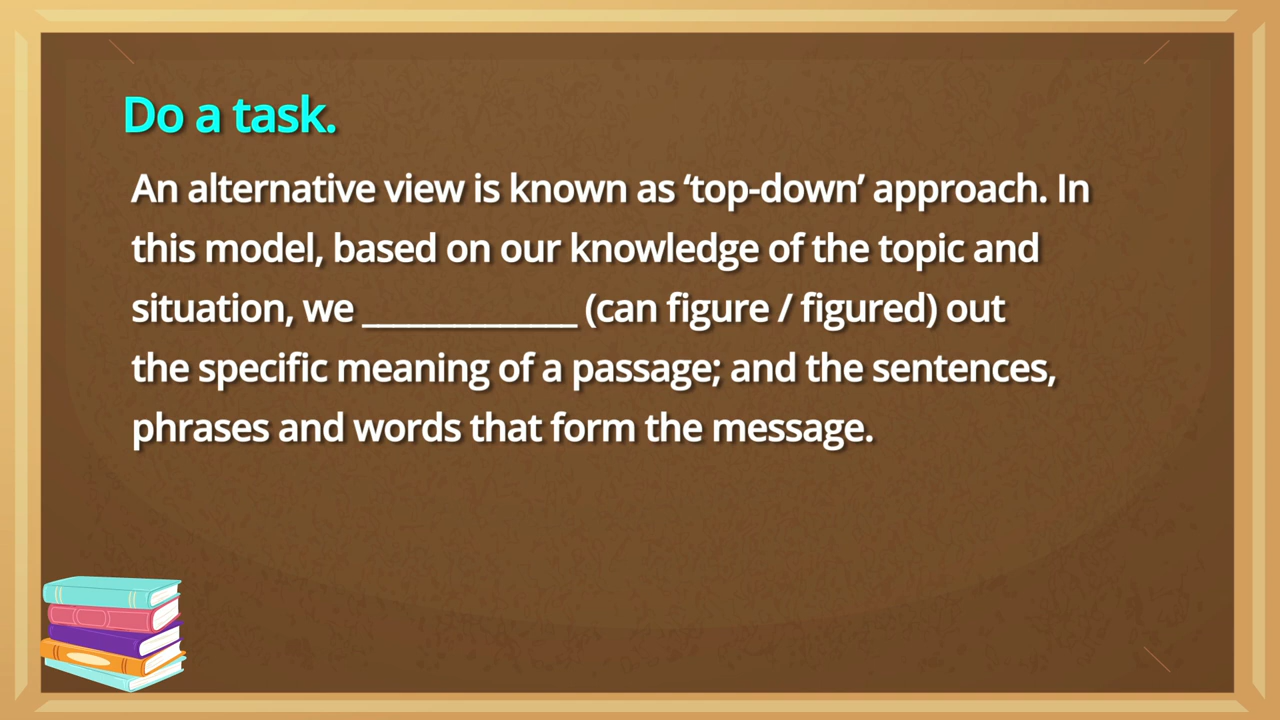 Do a task.
An alternative view is known as ‘top-down’ approach. In
this model, based on our knowledge of the topic and
situation, we ____________ (can figure / figured) out
the specific meaning of a passage; and the sentences,
phrases and words that form the message.